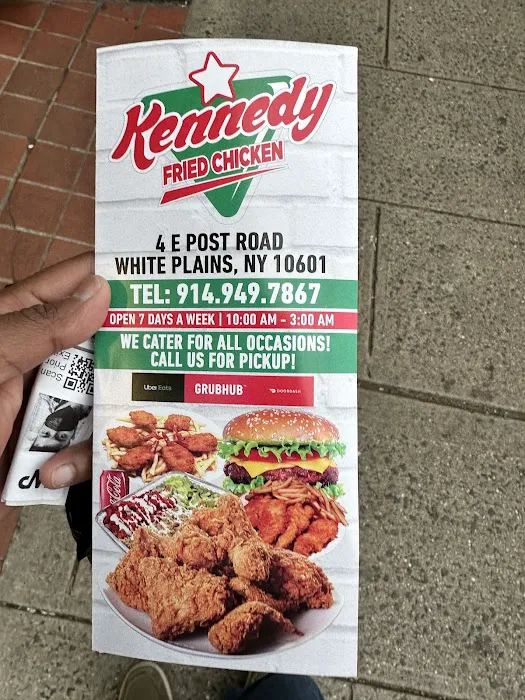 Kennedy
FRIED CHICKEN
4 E POST ROAD
WHITE PLAINS, NY 10601
TEL: 914.949.7867
OPEN 7 DAYS A WEEK | 10:00 AM - 3:00 AM
WE CATER FOR ALL OCCASIONS!
CALL US FOR PICKUP!
Uber Eats GRUBHUB DOORDASH
Scan